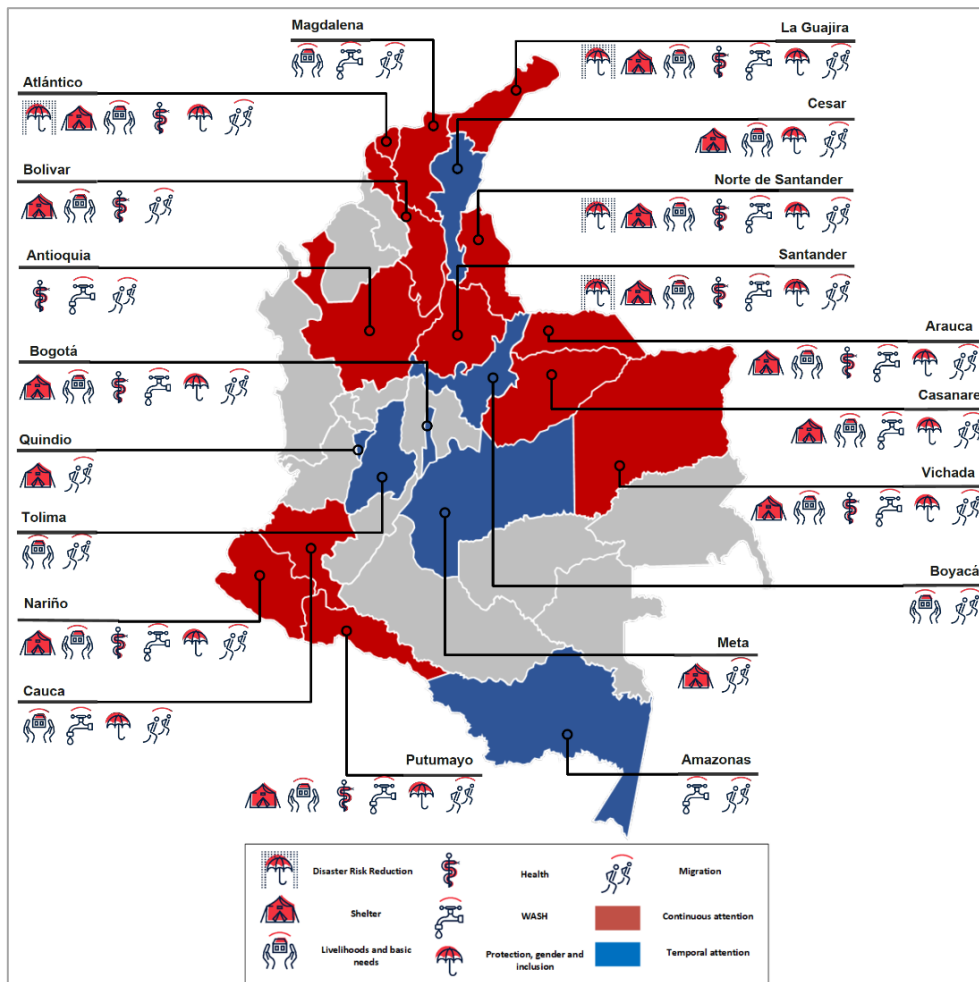 Magdalena
La Guajira
Atlántico
Cesar
Bolivar
Norte de Santander
Antioquia
Santander
Arauca
Bogotá
Casanare
Quindio
Vichada
Tolima
Boyacá
Nariño
Meta
Cauca
Putumayo
Amazonas
Disaster Risk Reduction
Health
Migration
Shelter
WASH
Continuous attention
Livelihoods and basic
needs
Protection, gender and
inclusion
Temporal attention